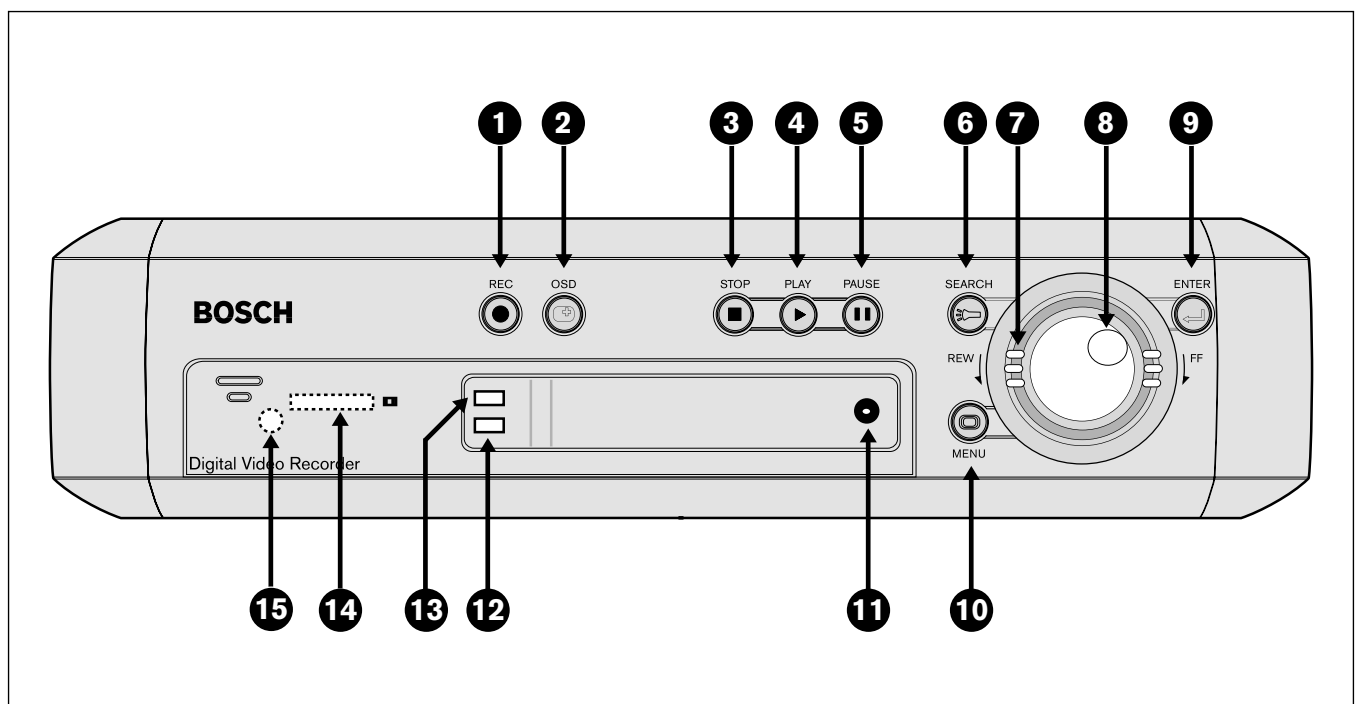 1 2 3 4 5 6 7 8 9
REC OSD STOP PLAY PAUSE SEARCH ENTER
BOSCH
REW FF
MENU
Digital Video Recorder
15 14 13 12 11 10